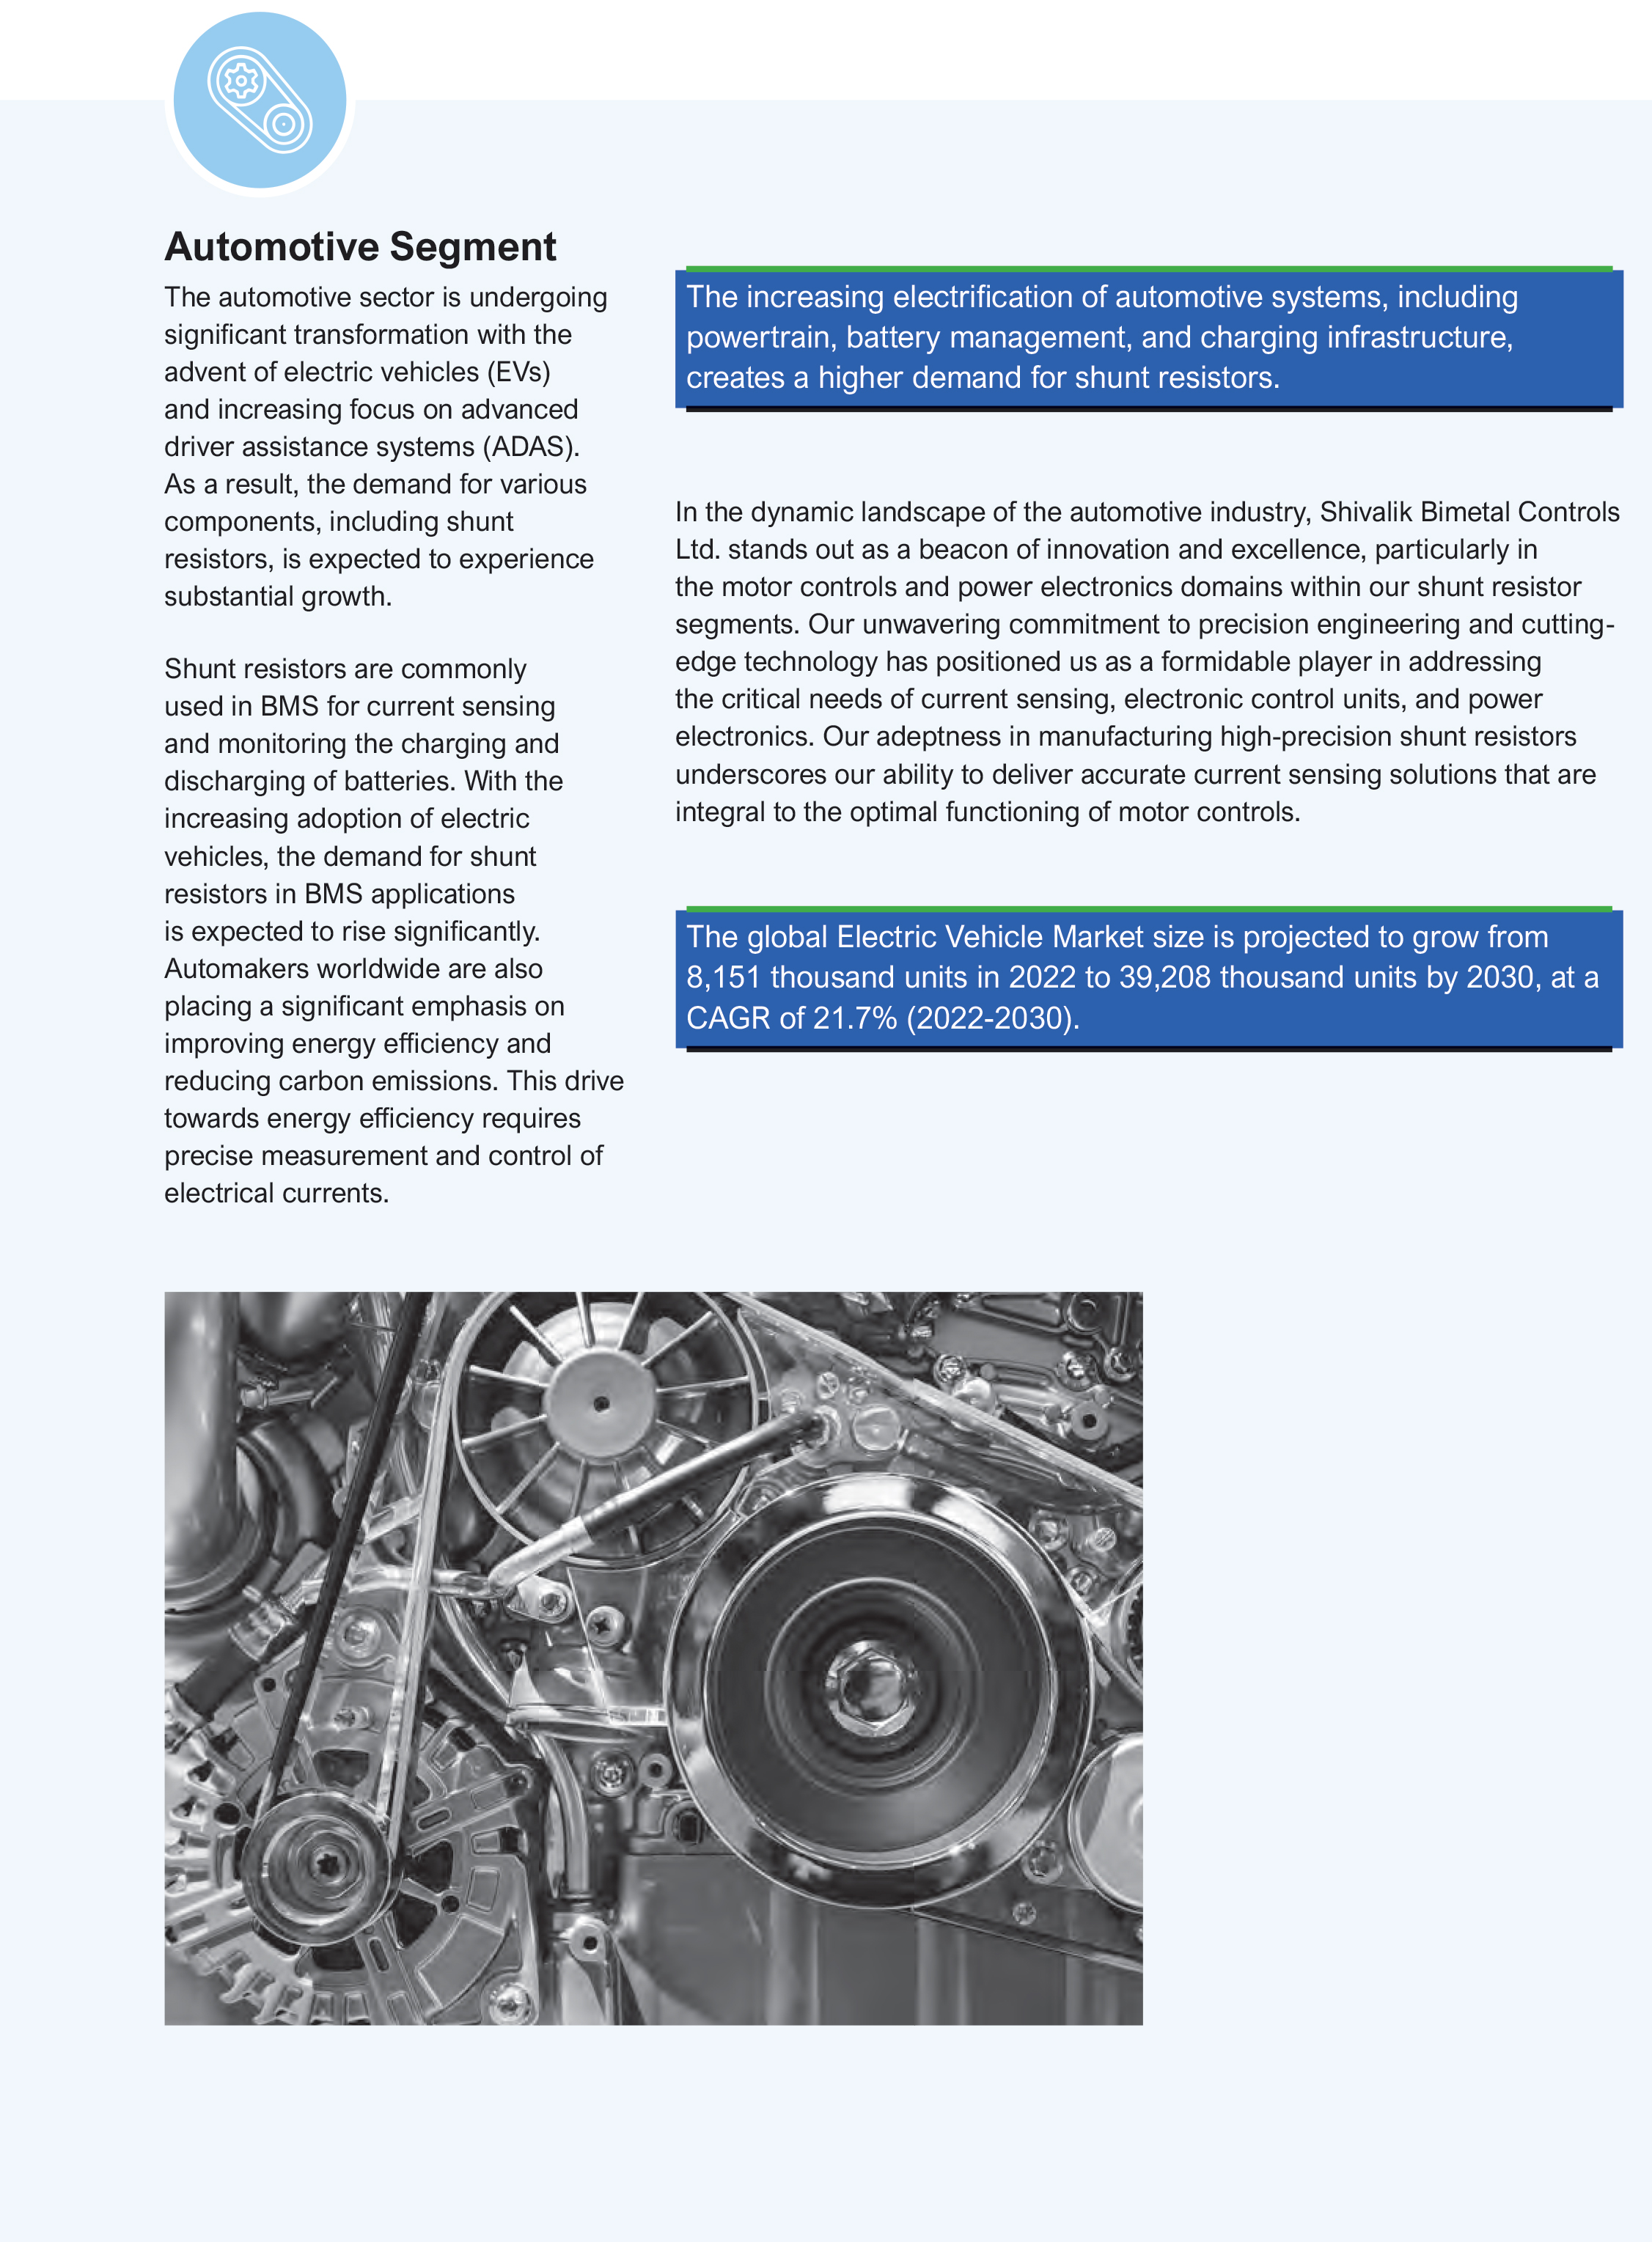 Automotive Segment
The automotive sector is undergoing
significant transformation with the
advent of electric vehicles (EVs)
and increasing focus on advanced
driver assistance systems (ADAS).
As a result, the demand for various
components, including shunt
resistors, is expected to experience
substantial growth.
Shunt resistors are commonly
used in BMS for current sensing
and monitoring the charging and
discharging of batteries. With the
increasing adoption of electric
vehicles, the demand for shunt
resistors in BMS applications
is expected to rise significantly.
Automakers worldwide are also
placing a significant emphasis on
improving energy efficiency and
reducing carbon emissions. This drive
towards energy efficiency requires
precise measurement and control of
electrical currents.
The increasing electrification of automotive systems, including
powertrain, battery management, and charging infrastructure,
creates a higher demand for shunt resistors.
In the dynamic landscape of the automotive industry, Shivalik Bimetal Controls
Ltd. stands out as a beacon of innovation and excellence, particularly in
the motor controls and power electronics domains within our shunt resistor
segments. Our unwavering commitment to precision engineering and cutting-
edge technology has positioned us as a formidable player in addressing
the critical needs of current sensing, electronic control units, and power
electronics. Our adeptness in manufacturing high-precision shunt resistors
underscores our ability to deliver accurate current sensing solutions that are
integral to the optimal functioning of motor controls.
The global Electric Vehicle Market size is projected to grow from
8,151 thousand units in 2022 to 39,208 thousand units by 2030, at a
CAGR of 21.7% (2022-2030).